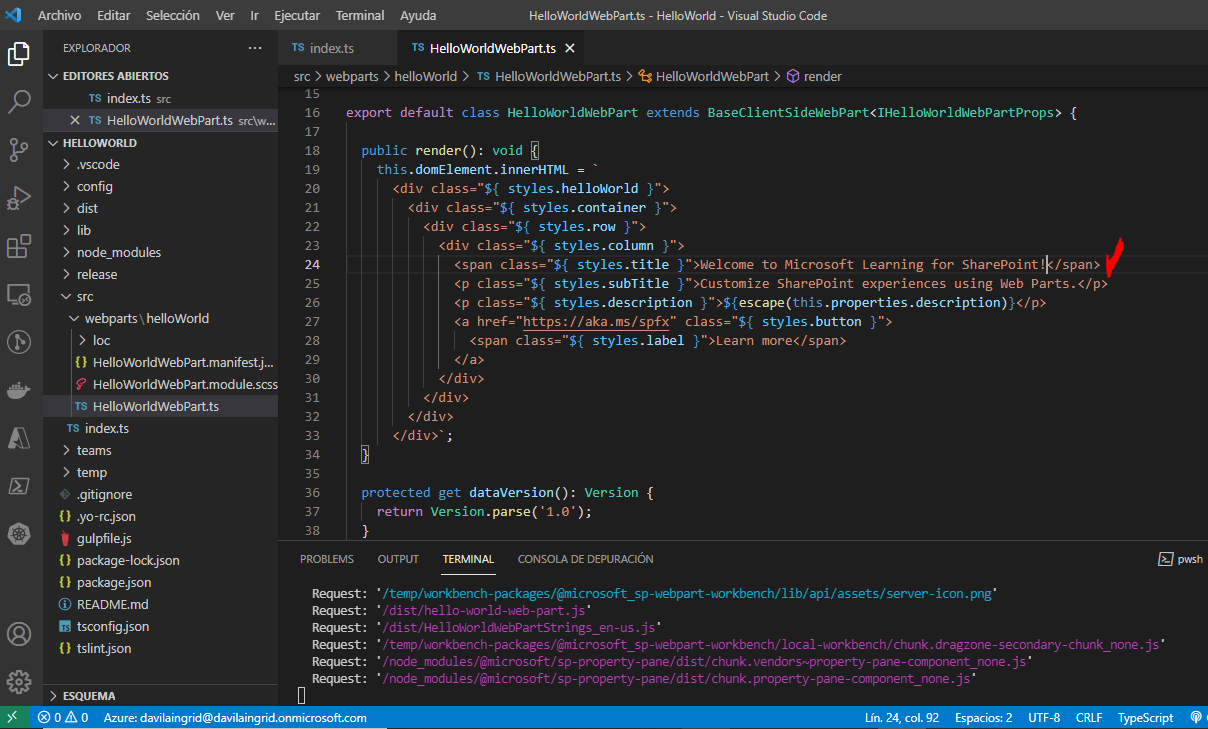 Archivo Editar Selección Ver Ir Ejecutar Terminal Ayuda HelloWorldWebPart.ts - HelloWorld - Visual Studio Code
EXPLORADOR ···
EDITORES ABIERTOS
TS index.ts src
TS HelloWorldWebPart.ts src\w...
HELLOWORLD
.vscode
config
dist
lib
node_modules
release
src
webparts\helloWorld
loc
{} HelloWorldWebPart.manifest.j...
HelloWorldWebPart.module.scss
TS HelloWorldWebPart.ts
TS index.ts
teams
temp
.gitignore
{} .yo-rc.json
gulpfile.js
{} package-lock.json
{} package.json
README.md
tsconfig.json
{} tslint.json
ESQUEMA
TS index.ts TS HelloWorldWebPart.ts
src > webparts > helloWorld > TS HelloWorldWebPart.ts > HelloWorldWebPart > render
15
16 export default class HelloWorldWebPart extends BaseClientSideWebPart<IHelloWorldWebPartProps> {
17
18 public render(): void {
19 this.domElement.innerHTML = `
20 <div class="${ styles.helloWorld }">
21 <div class="${ styles.container }">
22 <div class="${ styles.row }">
23 <div class="${ styles.column }">
24 <span class="${ styles.title }">Welcome to Microsoft Learning for SharePoint!</span>
25 <p class="${ styles.subTitle }">Customize SharePoint experiences using Web Parts.</p>
26 <p class="${ styles.description }">${escape(this.properties.description)}</p>
27 <a href="https://aka.ms/spfx" class="${ styles.button }">
28 <span class="${ styles.label }">Learn more</span>
29 </a>
30 </div>
31 </div>
32 </div>
33 </div>`;
34 }
35
36 protected get dataVersion(): Version {
37 return Version.parse('1.0');
38 }
PROBLEMS OUTPUT TERMINAL CONSOLA DE DEPURACIÓN pwsh
Request: '/temp/workbench-packages/@microsoft_sp-webpart-workbench/lib/api/assets/server-icon.png'
Request: '/dist/hello-world-web-part.js'
Request: '/dist/HelloWorldWebPartStrings_en-us.js'
Request: '/temp/workbench-packages/@microsoft_sp-webpart-workbench/local-workbench/chunk.dragzone-secondary-chunk_none.js'
Request: '/node_modules/@microsoft/sp-property-pane/dist/chunk.vendors~property-pane-component_none.js'
Request: '/node_modules/@microsoft/sp-property-pane/dist/chunk.property-pane-component_none.js'
0 0 Azure: davilaingrid@davilaingrid.onmicrosoft.com Lín. 24, col. 92 Espacios: 2 UTF-8 CRLF TypeScript